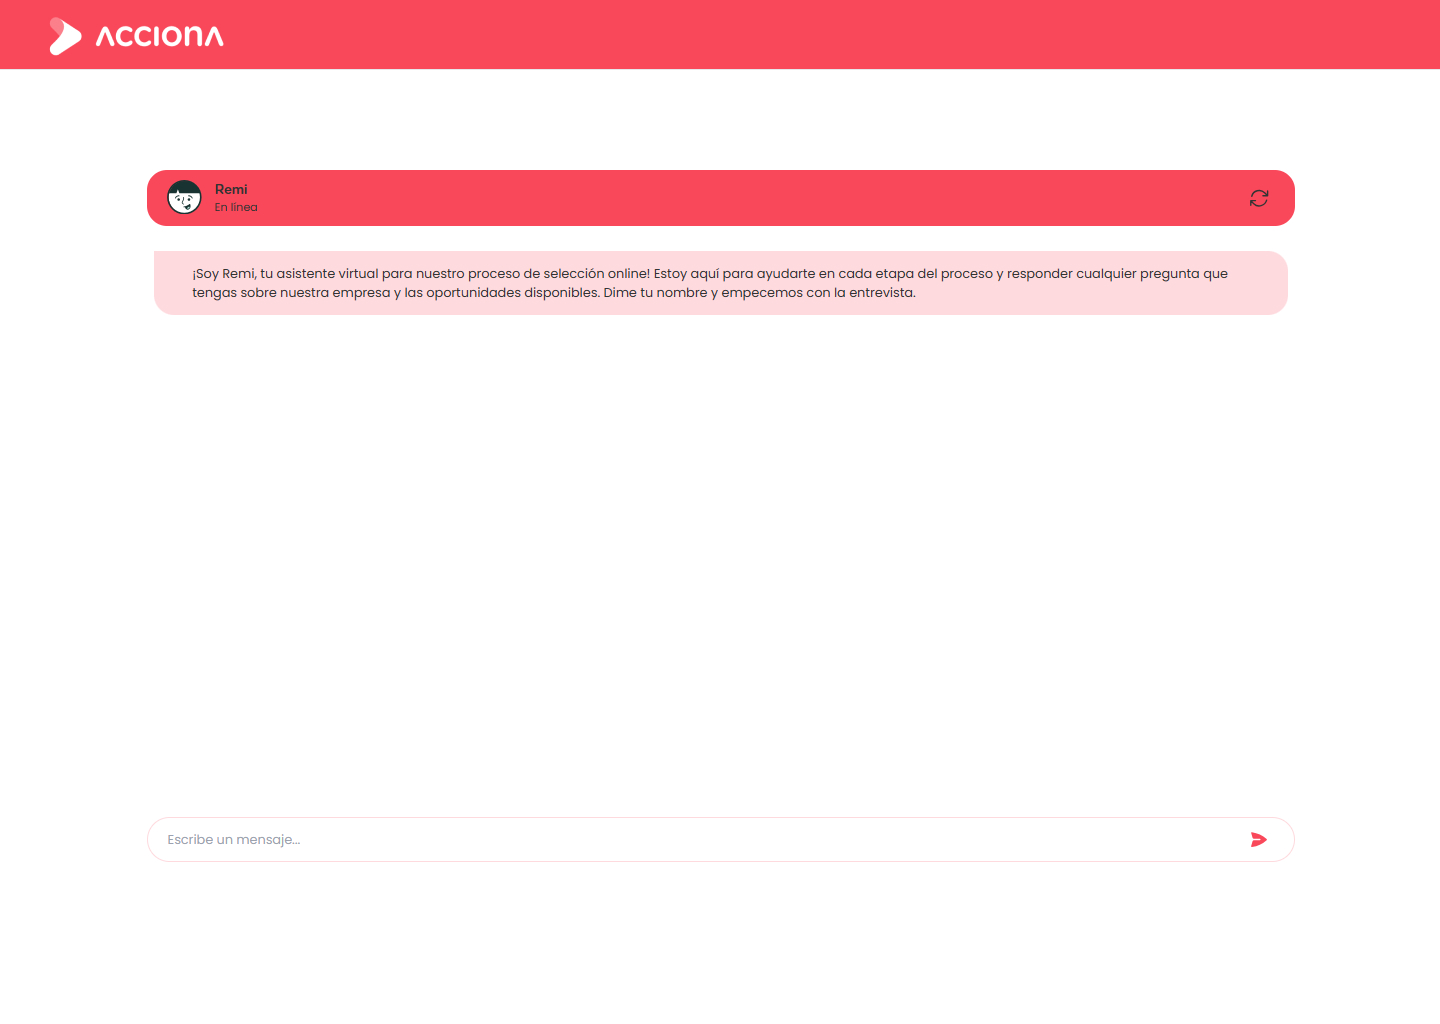 ACCIONA
Remi
En línea
¡Soy Remi, tu asistente virtual para nuestro proceso de selección online! Estoy aquí para ayudarte en cada etapa del proceso y responder cualquier pregunta que
tengas sobre nuestra empresa y las oportunidades disponibles. Dime tu nombre y empecemos con la entrevista.
Escribe un mensaje...